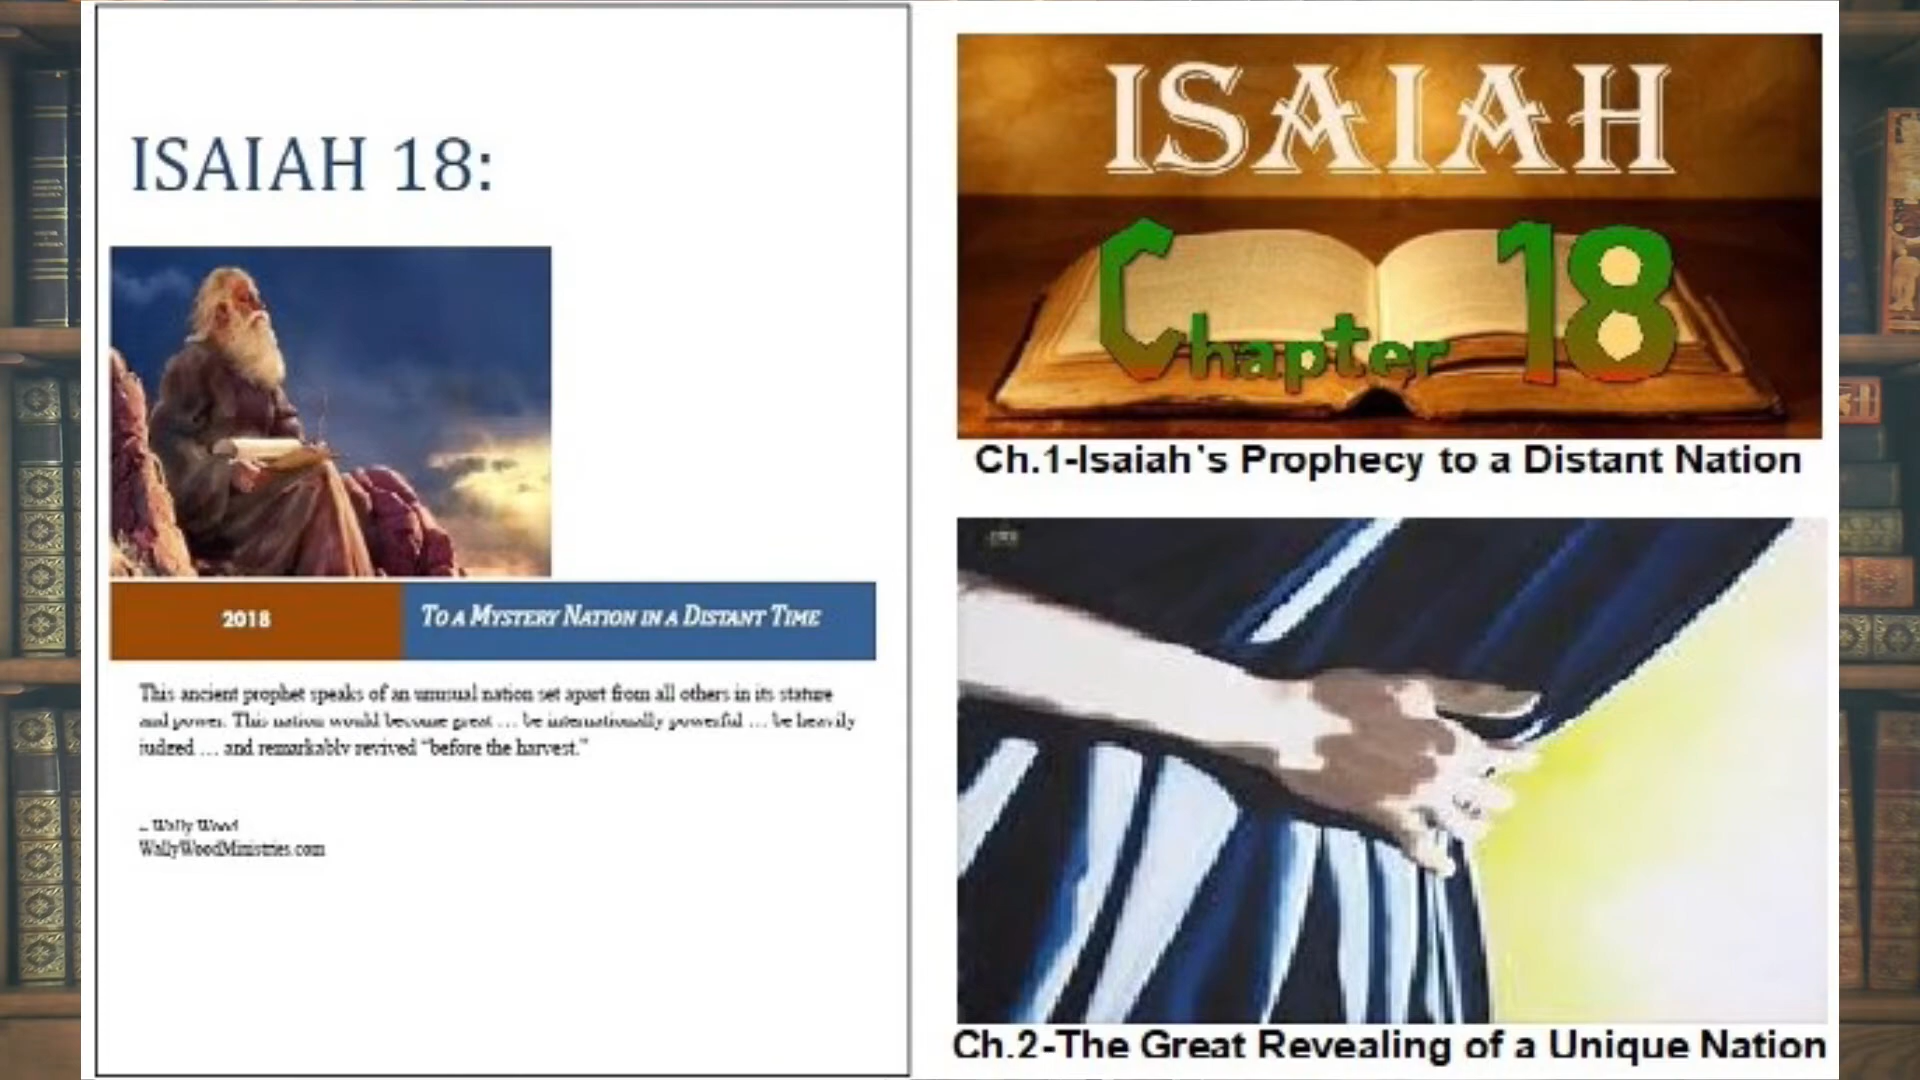 ISAIAH 18:
2018
TO A MYSTERY NATION IN A DISTANT TIME
This ancient prophet speaks of an unusual nation set apart from all others in its stature
and power. This nation would become great … be internationally powerful … be heavily
judged … and remarkably revived “before the harvest.”
– Wally Wood
WallyWoodMinistries.com
ISAIAH
Chapter 18
Ch.1-Isaiah's Prophecy to a Distant Nation
Ch.2-The Great Revealing of a Unique Nation